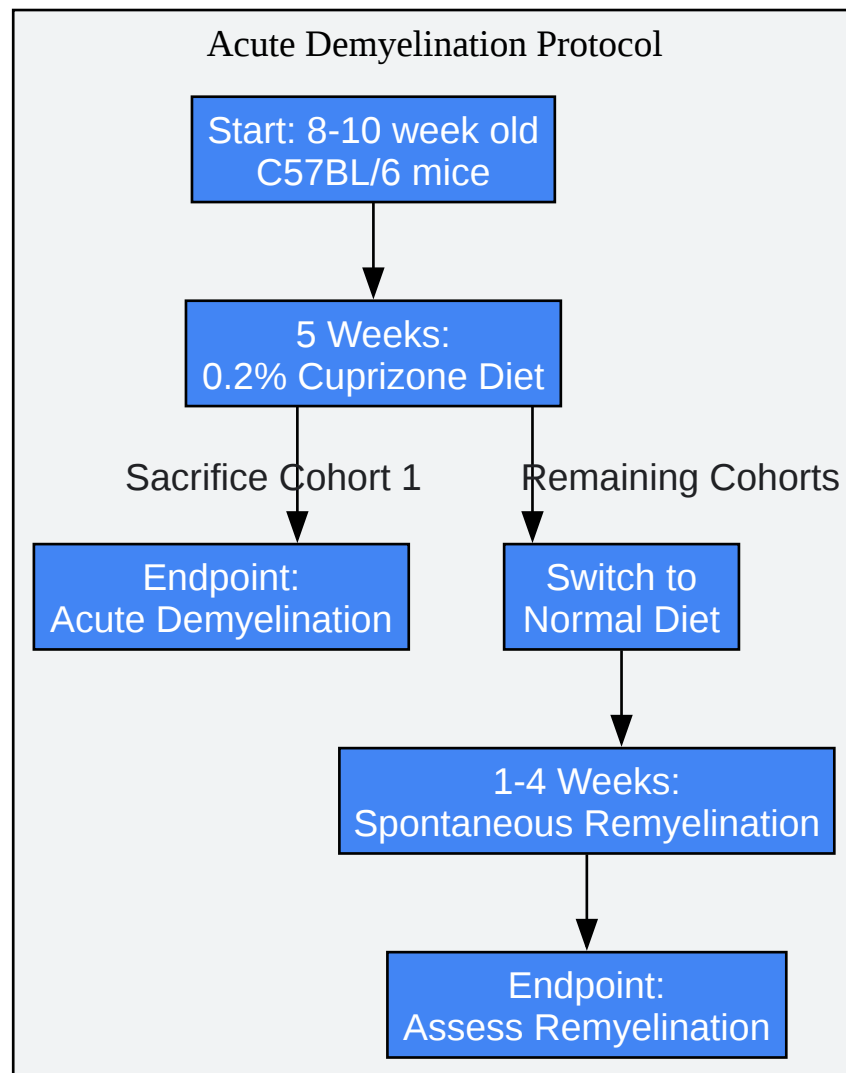 Acute Demyelination Protocol
Start: 8-10 week old
C57BL/6 mice
5 Weeks:
0.2% Cuprizone Diet
Sacrifice Cohort 1
Remaining Cohorts
Endpoint:
Acute Demyelination
Switch to
Normal Diet
1-4 Weeks:
Spontaneous Remyelination
Endpoint:
Assess Remyelination